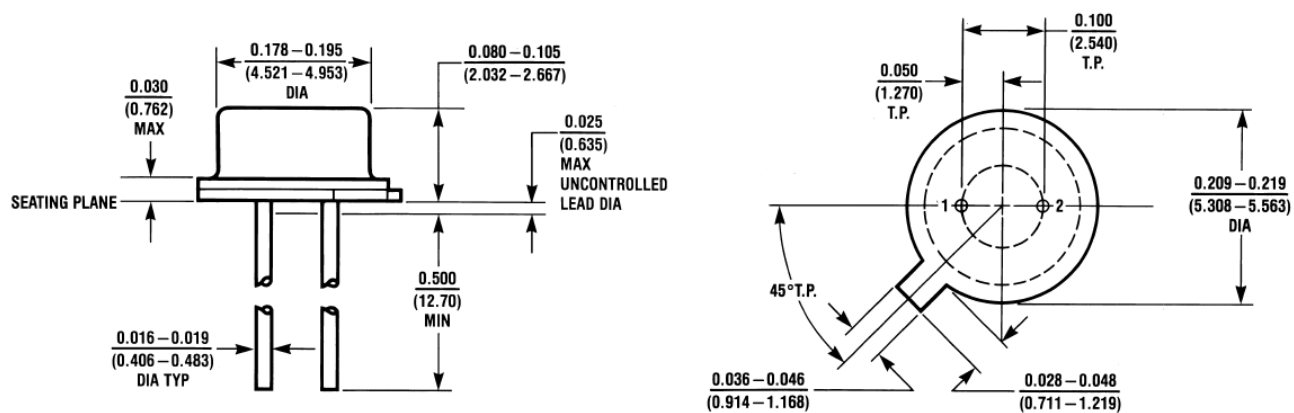 0.178 – 0.195
(4.521 – 4.953)
DIA
0.080 – 0.105
(2.032 – 2.667)
0.030
(0.762)
MAX
0.025
(0.635)
MAX
UNCONTROLLED
LEAD DIA
SEATING PLANE
0.500
(12.70)
MIN
0.016 – 0.019
(0.406 – 0.483)
DIA TYP
0.100
(2.540)
T.P.
0.050
(1.270)
T.P.
0.209 – 0.219
(5.308 – 5.563)
DIA
1
2
45°T.P.
0.036 – 0.046
(0.914 – 1.168)
0.028 – 0.048
(0.711 – 1.219)